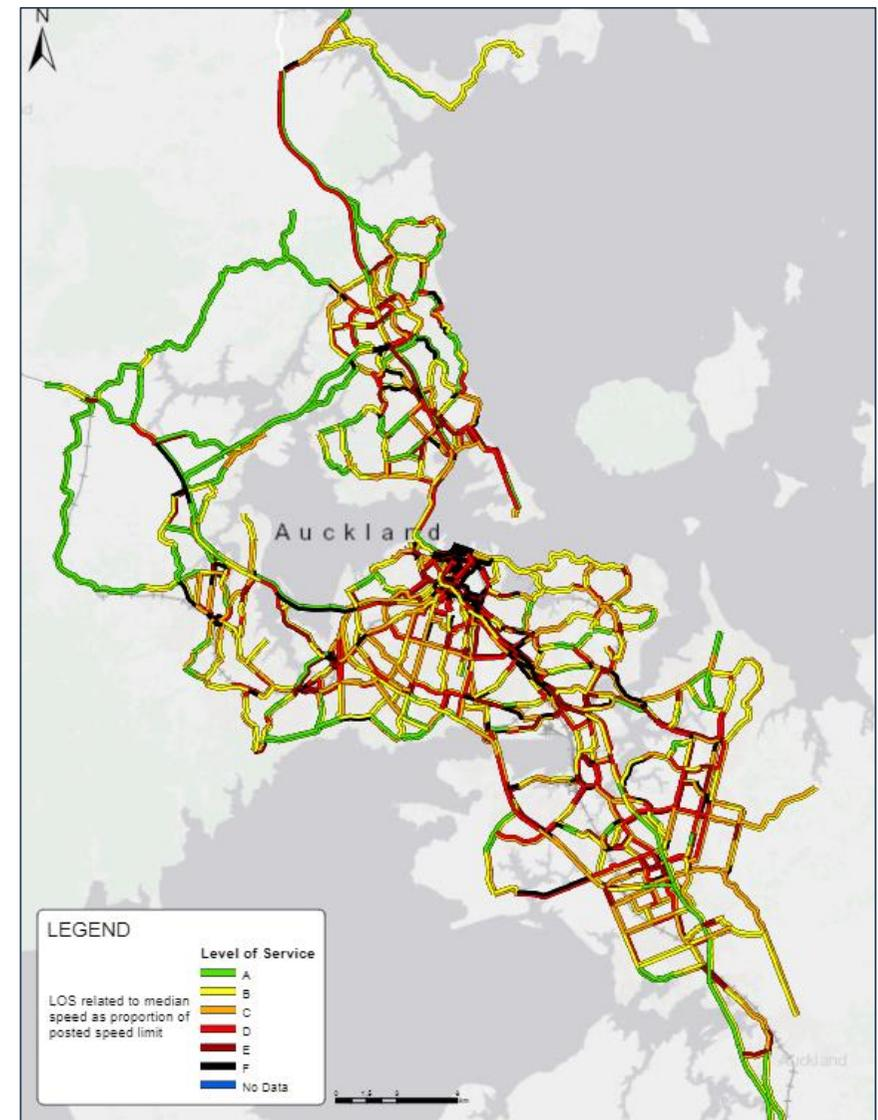 N
Auckland
LEGEND
Level of Service
A
B
LOS related to median
speed as proportion of
posted speed limit
C
D
E
F
No Data
Auckland